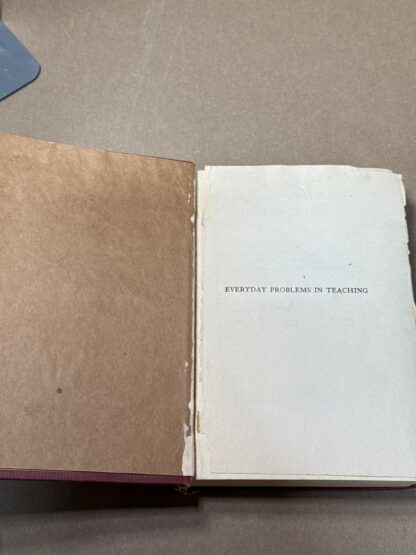 EVERYDAY PROBLEMS IN TEACHING